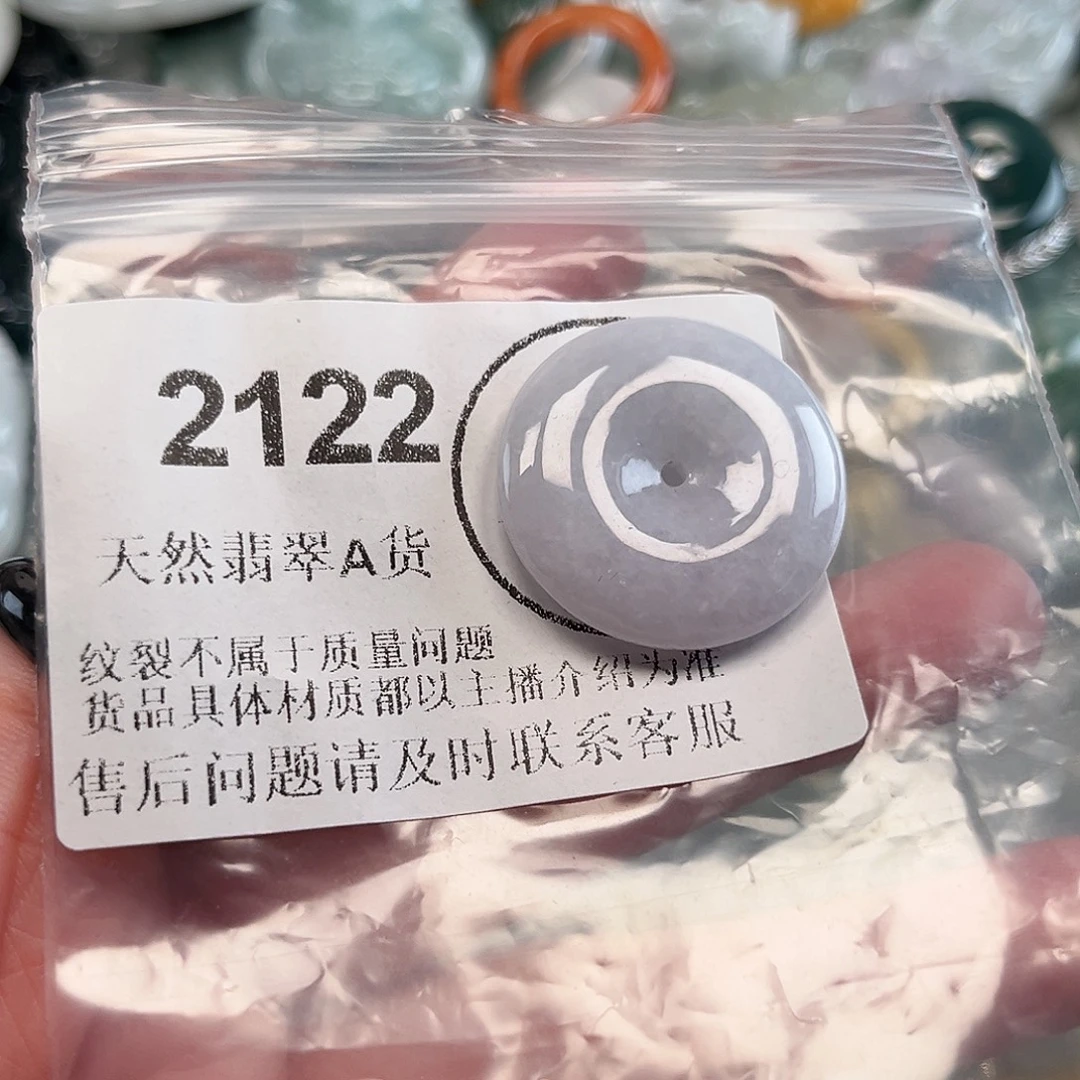 2122
天然翡翠A货
纹裂不属于质量问题
货品具体材质都以主播介绍为准
售后问题请及时联系客服